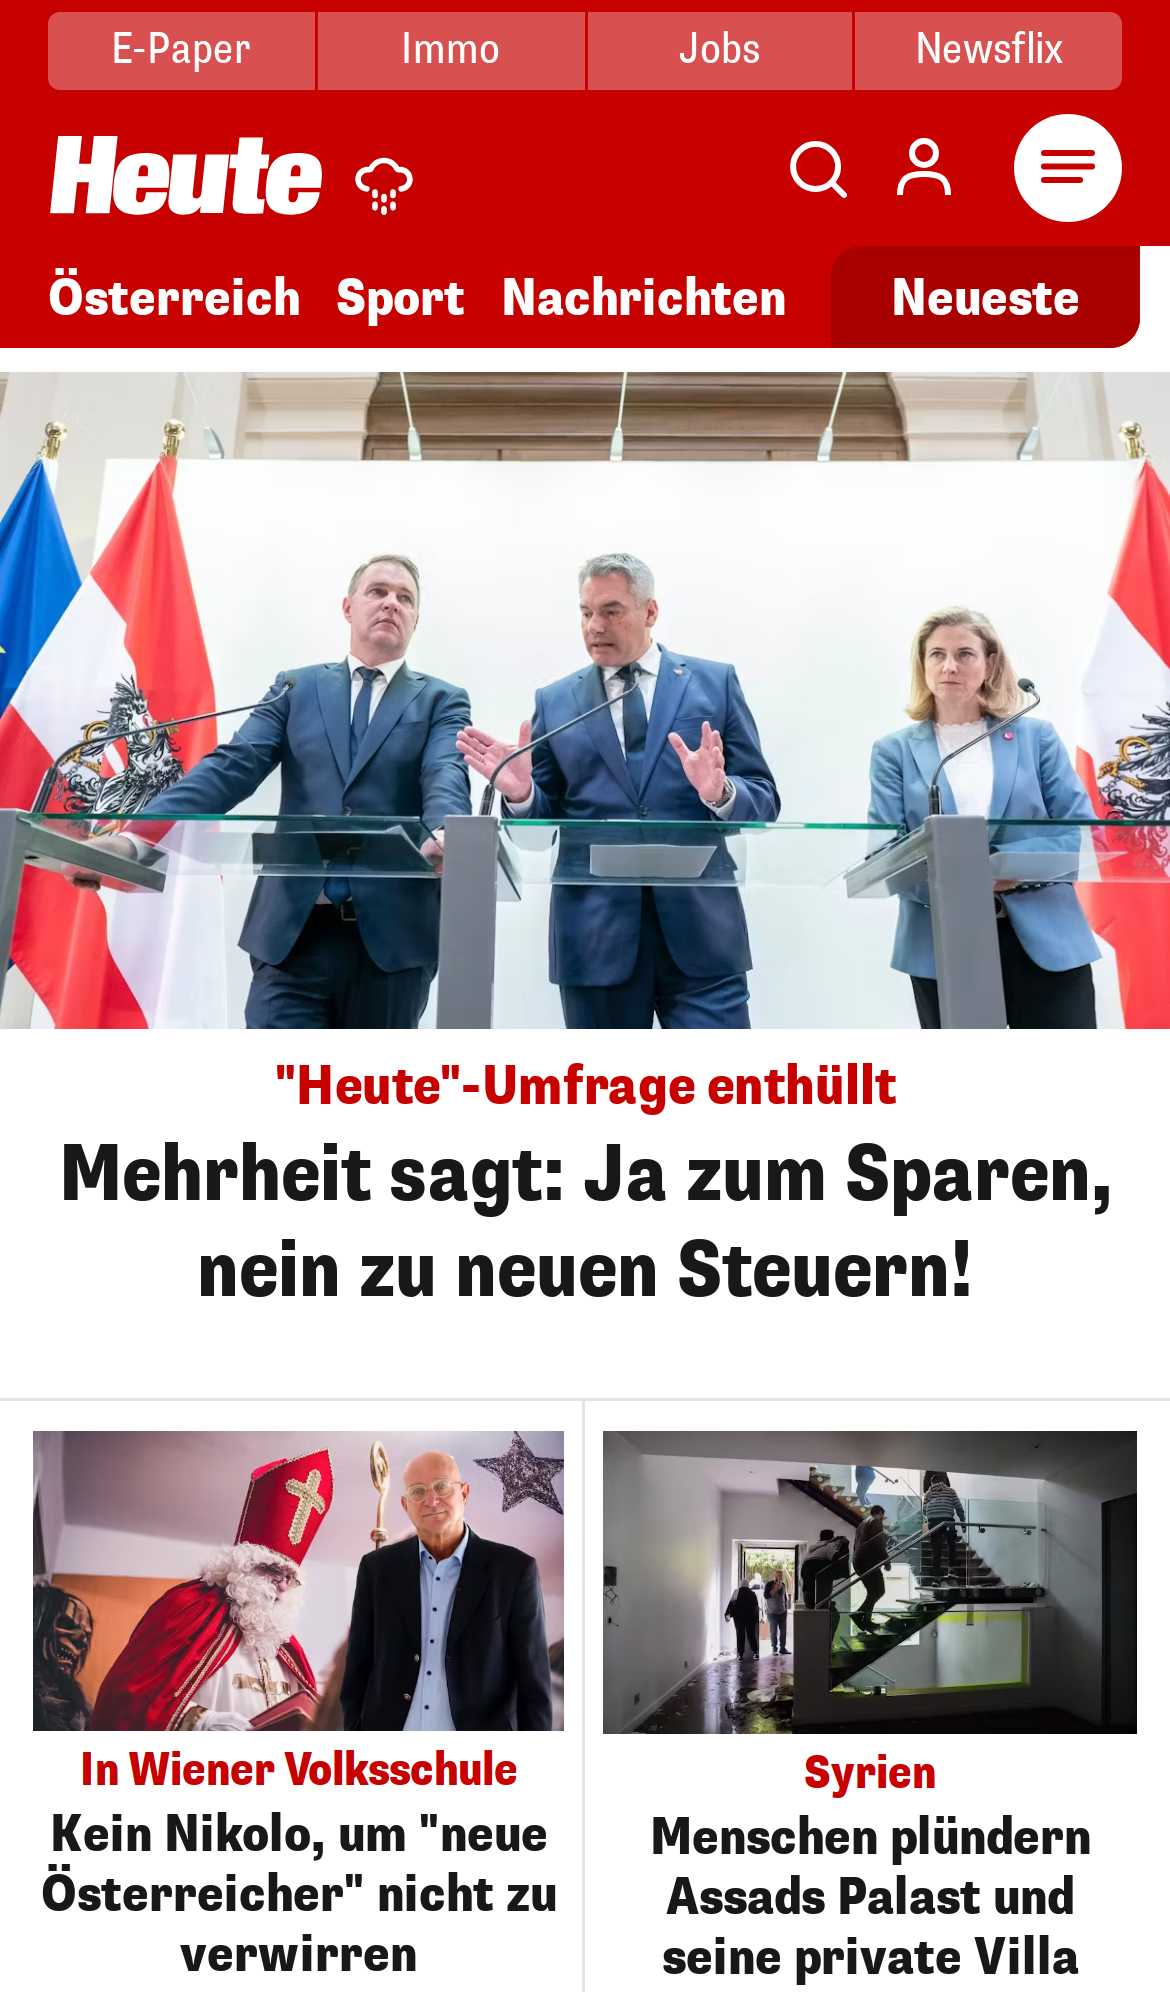 E-Paper
Immo
Jobs
Newsflix
Heute
Österreich
Sport
Nachrichten
Neueste
"Heute"-Umfrage enthüllt
Mehrheit sagt: Ja zum Sparen,
nein zu neuen Steuern!
In Wiener Volksschule
Kein Nikolo, um "neue
Österreicher" nicht zu
verwirren
Syrien
Menschen plündern
Assads Palast und
seine private Villa